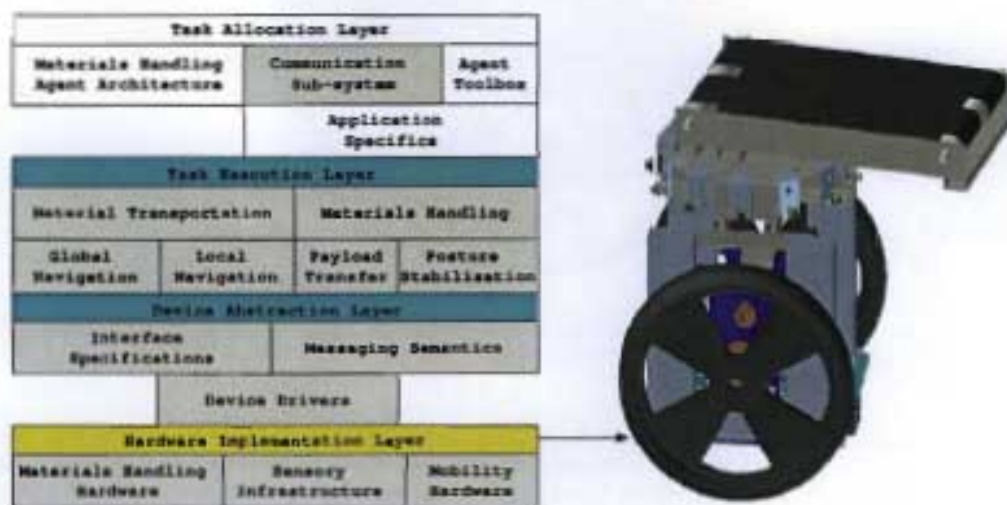 Task Allocation Layer
Materials Handling Communication Agent
Agent Architecture Sub-system Toolbox
Application
Specifics
Task Execution Layer
Material Transportation Materials Handling
Global Local Payload Posture
Navigation Navigation Transfer Stabilisation
Device Abstraction Layer
Interface
Specifications Messaging Semantics
Device Drivers
Hardware Implementation Layer
Materials Handling Sensory Mobility
Hardware Infrastructure Hardware